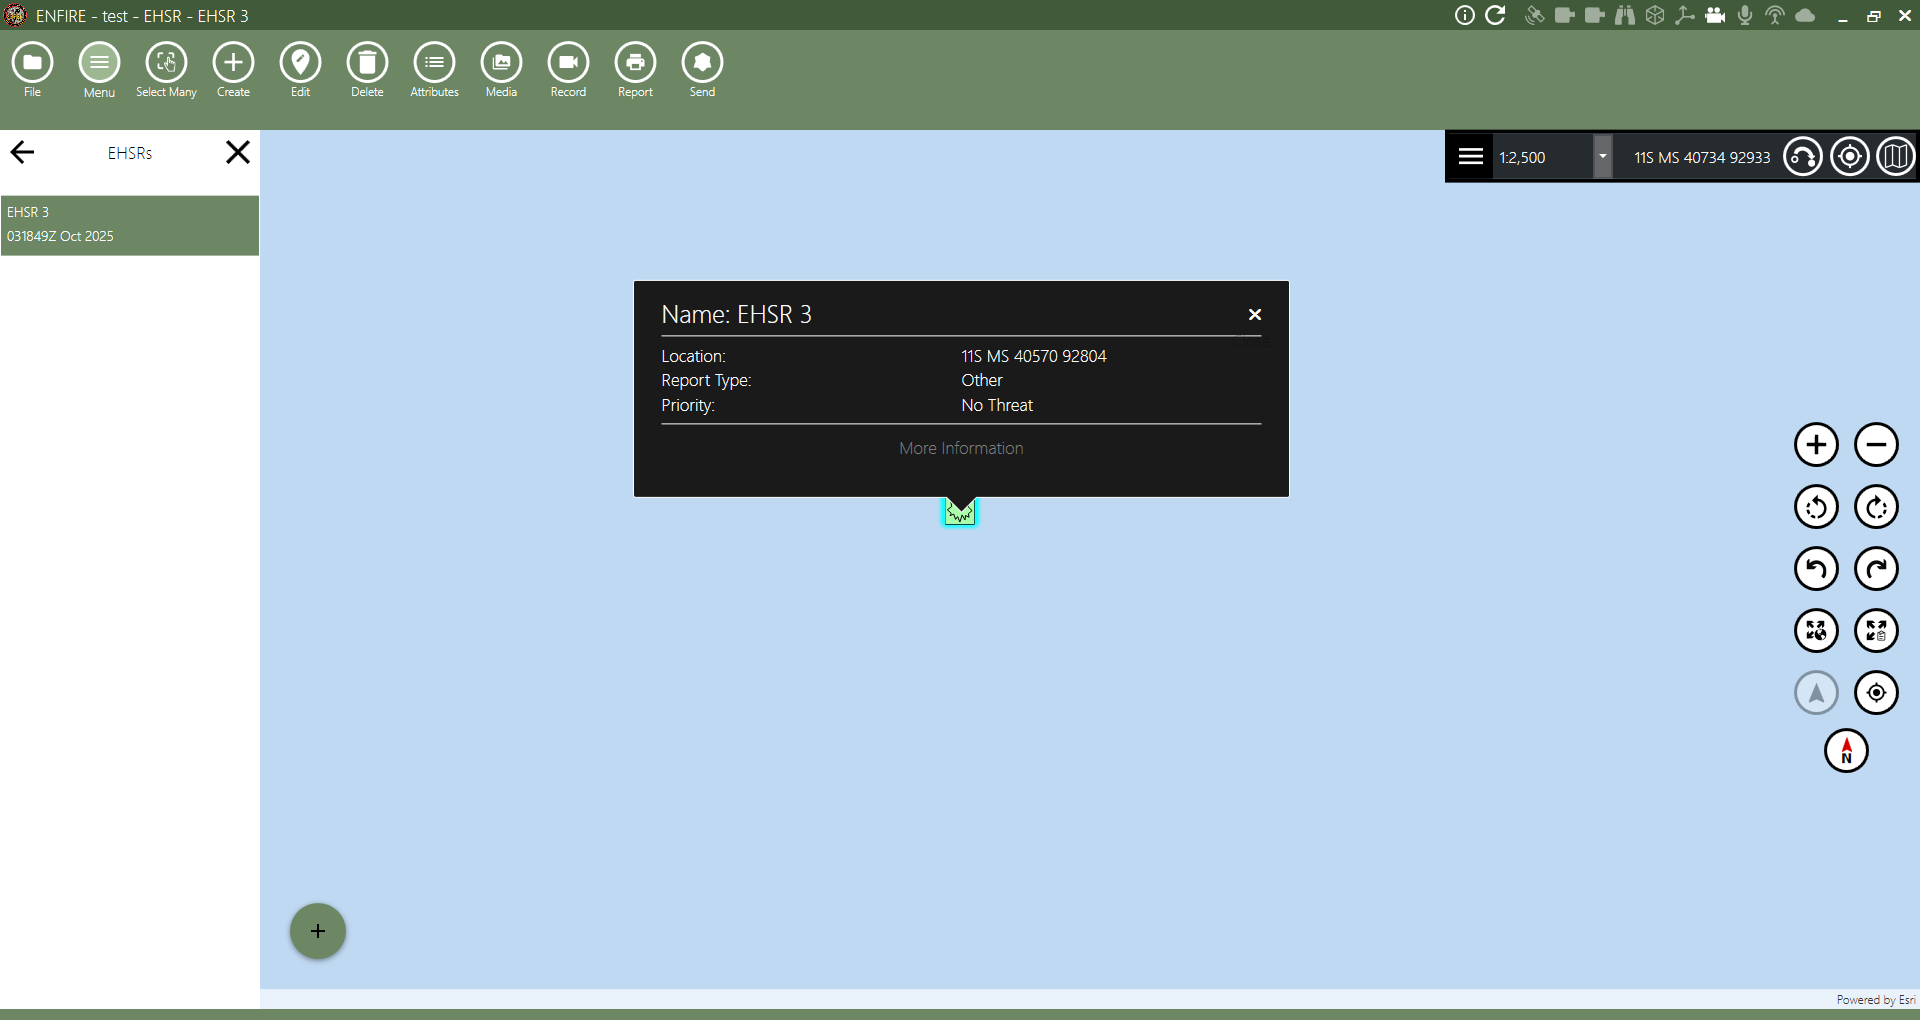 ENFIRE - test - EHSR - EHSR 3
File
Menu
Select Many
Create
Edit
Delete
Attributes
Media
Record
Report
Send
EHSRs
EHSR 3
031849Z Oct 2025
1:2,500
11S MS 40734 92933
Name: EHSR 3
Location: 11S MS 40570 92804
Report Type: Other
Priority: No Threat
More Information
N
Powered by Esri